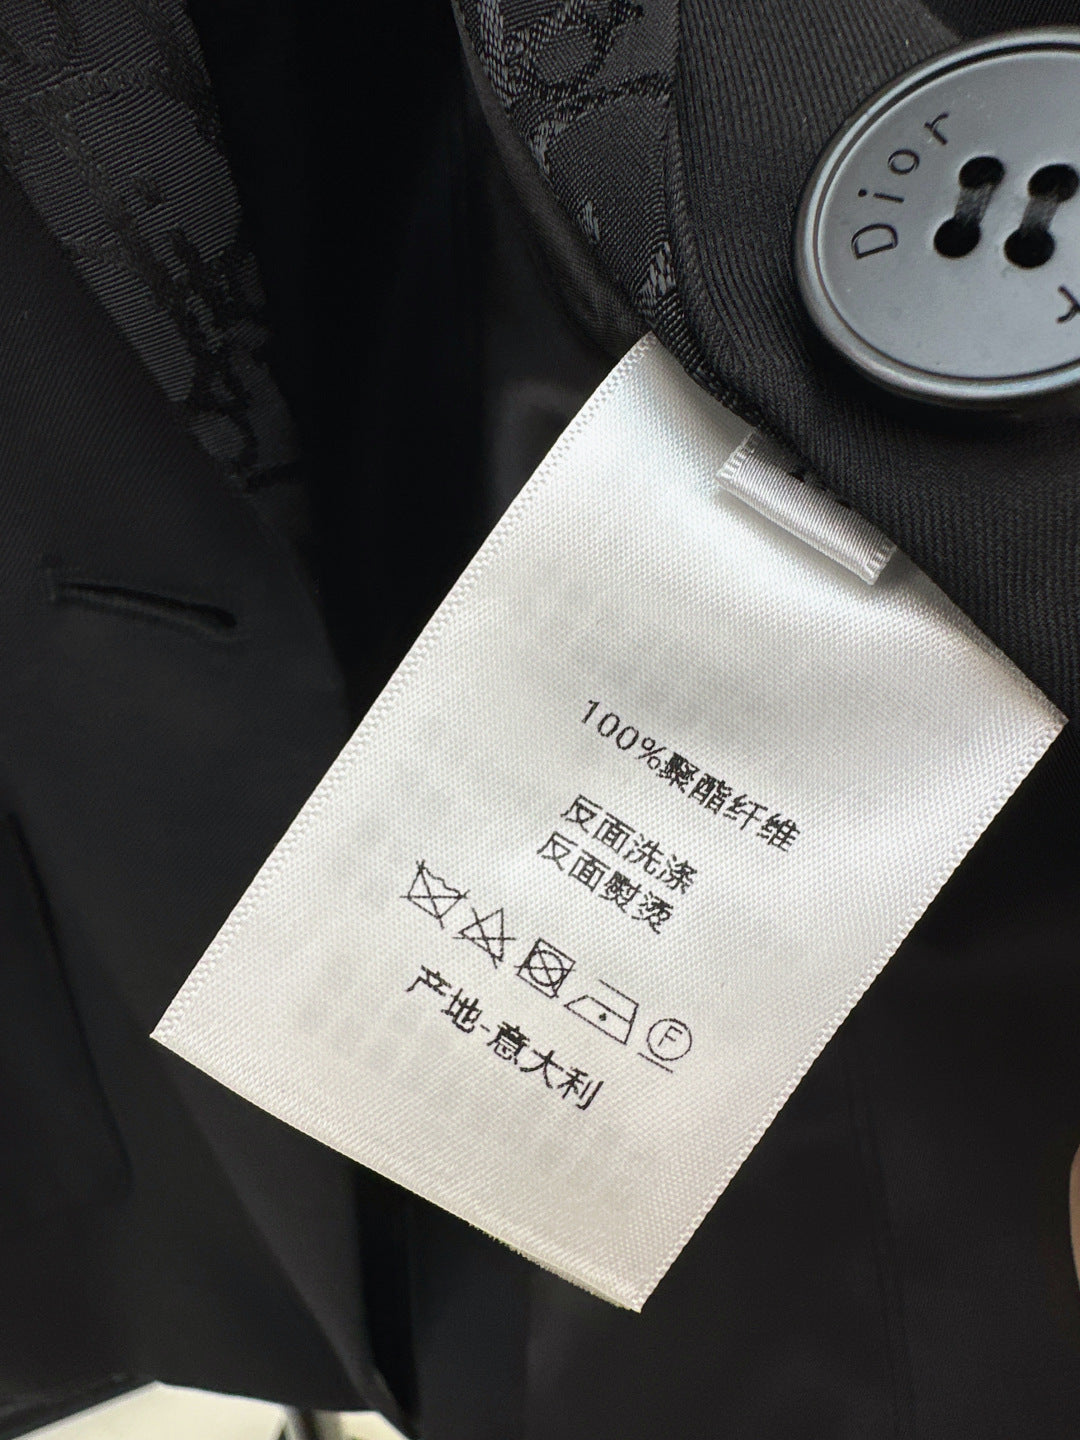 Dior
100%聚酯纤维
反面洗涤
反面熨烫
F
产地-意大利